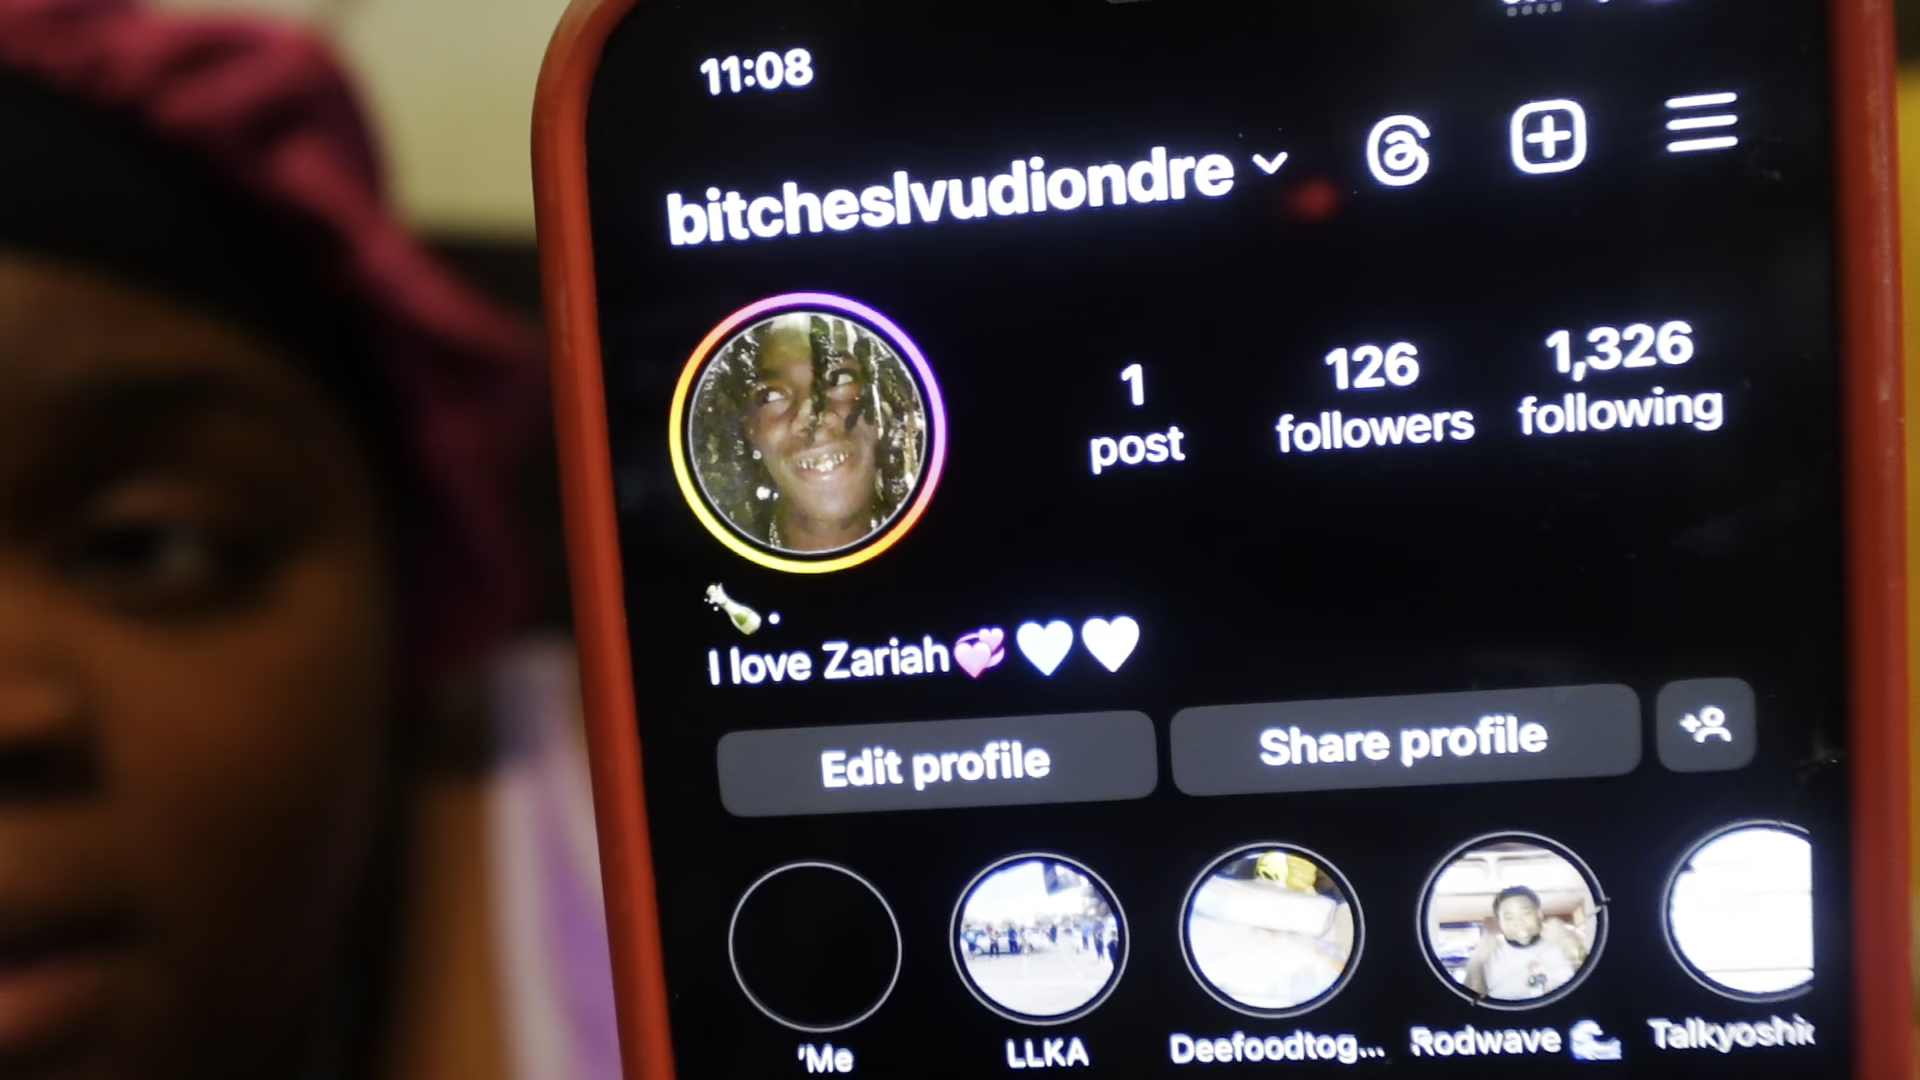 11:08
bitcheslvudiondre
1 126 1,326
post followers following
🍾.
I love Zariah💞🤍🤍
Edit profile Share profile
'Me LLKA Deefoodtog... Rodwave 🌊